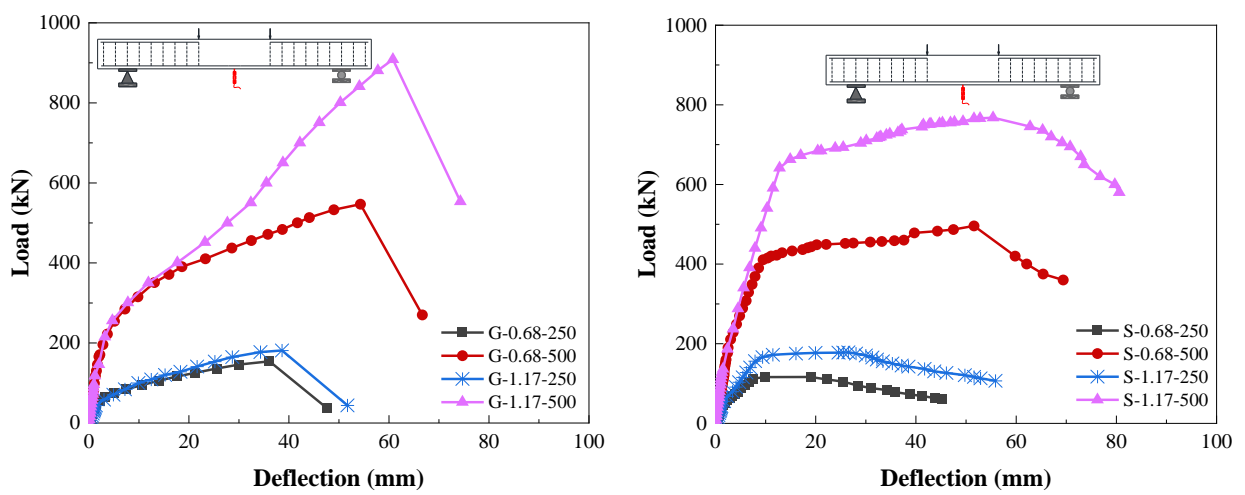 1000
800
600
400
200
0
Load (kN)
G-0.68-250
G-0.68-500
G-1.17-250
G-1.17-500
0 20 40 60 80 100
Deflection (mm)
1000
800
600
400
200
0
Load (kN)
S-0.68-250
S-0.68-500
S-1.17-250
S-1.17-500
0 20 40 60 80 100
Deflection (mm)